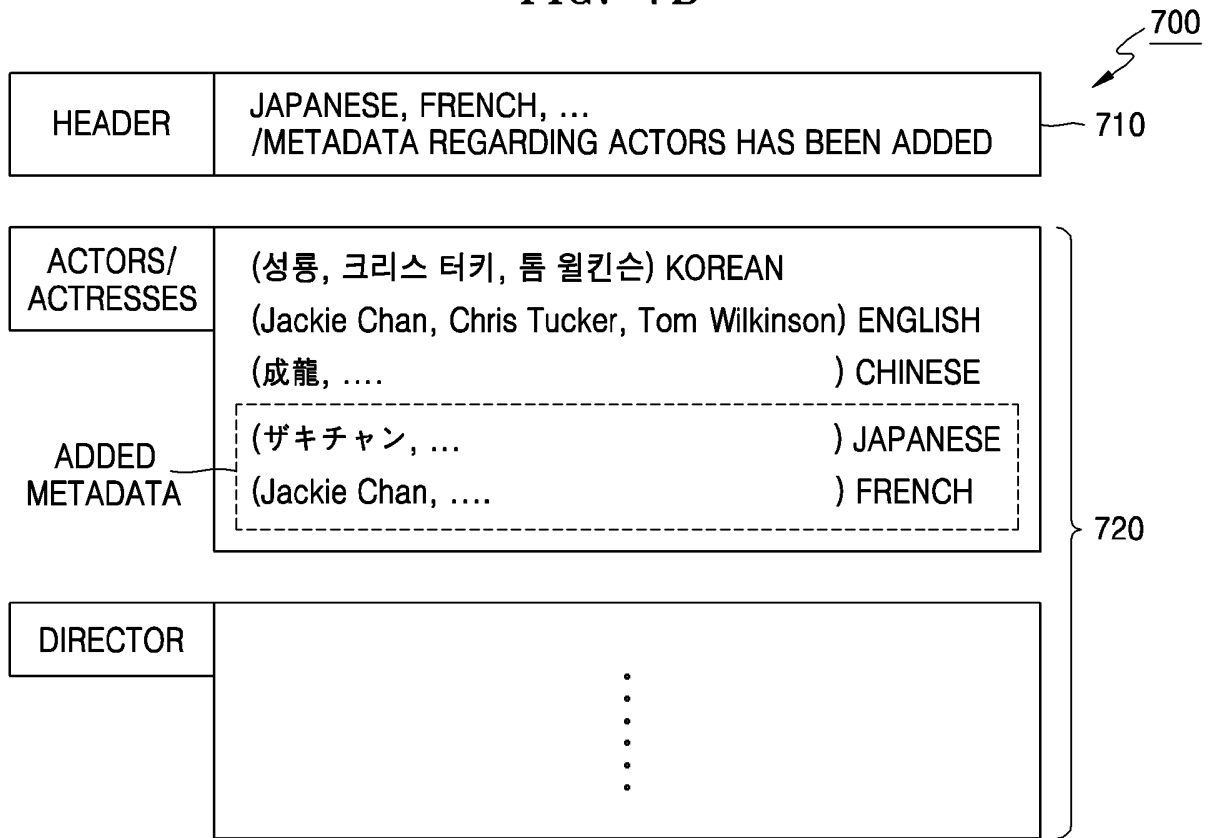 700
HEADER
JAPANESE, FRENCH, ...
/METADATA REGARDING ACTORS HAS BEEN ADDED
710
ACTORS/
ACTRESSES
(성룡, 크리스 터키, 톰 윌킨슨) KOREAN
(Jackie Chan, Chris Tucker, Tom Wilkinson) ENGLISH
(成龍, .... ) CHINESE
ADDED
METADATA
(ザキチャン, ... ) JAPANESE
(Jackie Chan, .... ) FRENCH
720
DIRECTOR